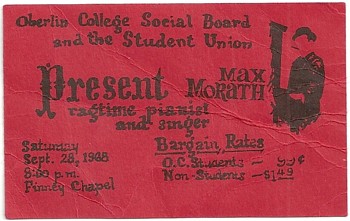 Oberlin College Social Board
and the Student Union
Present Max Morath
ragtime pianist
and singer
Saturday
Sept. 28, 1968
8:00 p.m.
Finney Chapel
Bargain Rates
O.C. Students — 99¢
Non-Students — $1.49